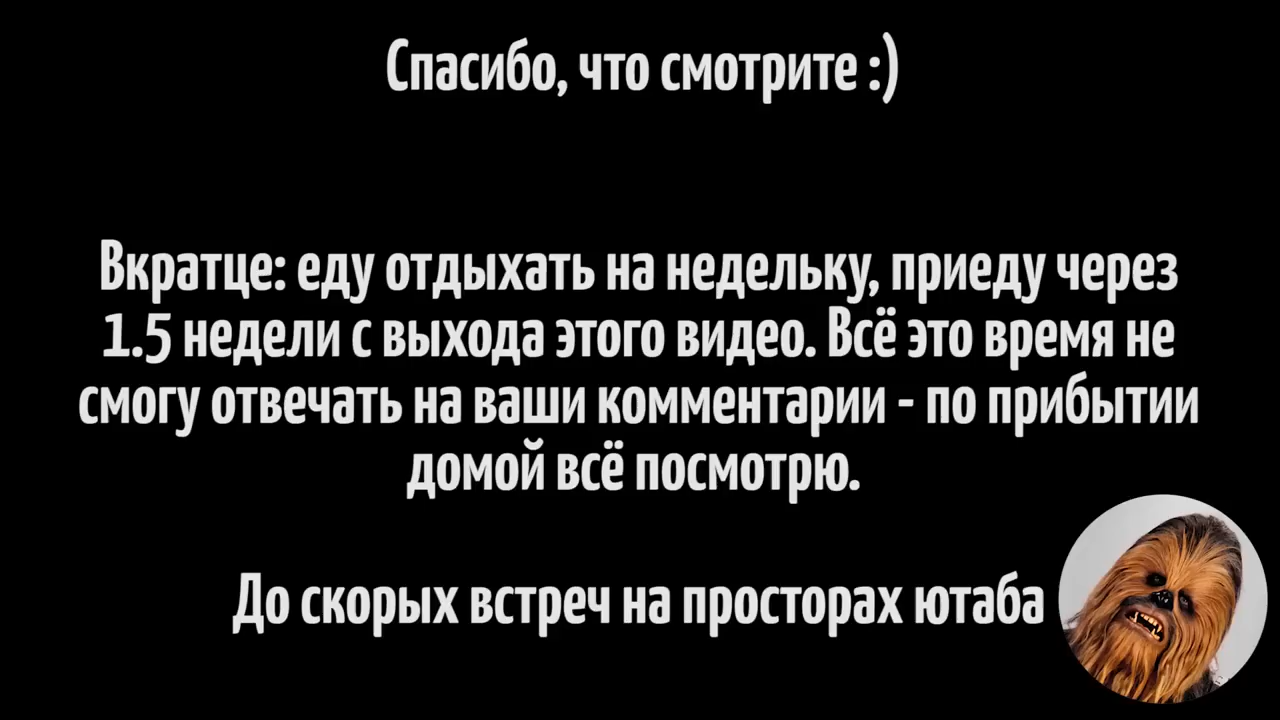 Спасибо, что смотрите :)
Вкратце: еду отдыхать на недельку, приеду через
1.5 недели с выхода этого видео. Всё это время не
смогу отвечать на ваши комментарии - по прибытии
домой всё посмотрю.
До скорых встреч на просторах ютаба